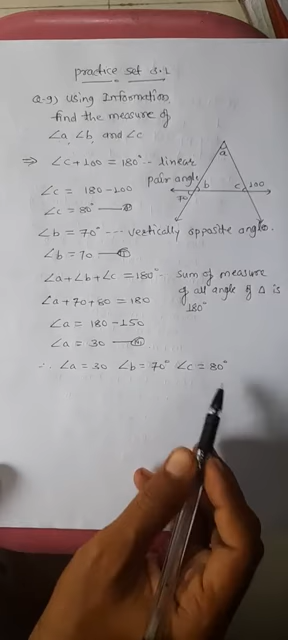 practice set 3.1
Q-9) Using Information,
find the measure of
∠a, ∠b, and ∠c
a
⇒ ∠c+100 = 180° -- linear
pair angle
b
c
100
70
∠c = 180-100
∠c = 80°
∠b = 70° --- vertically opposite angle.
∠b = 70
∠a+∠b+∠c = 180° - sum of measure
of all angle of Δ is
180°
∠a + 70 + 80 = 180
∠a = 180-150
∠a = 30
∴ ∠a = 30 ∠b = 70° ∠c = 80°